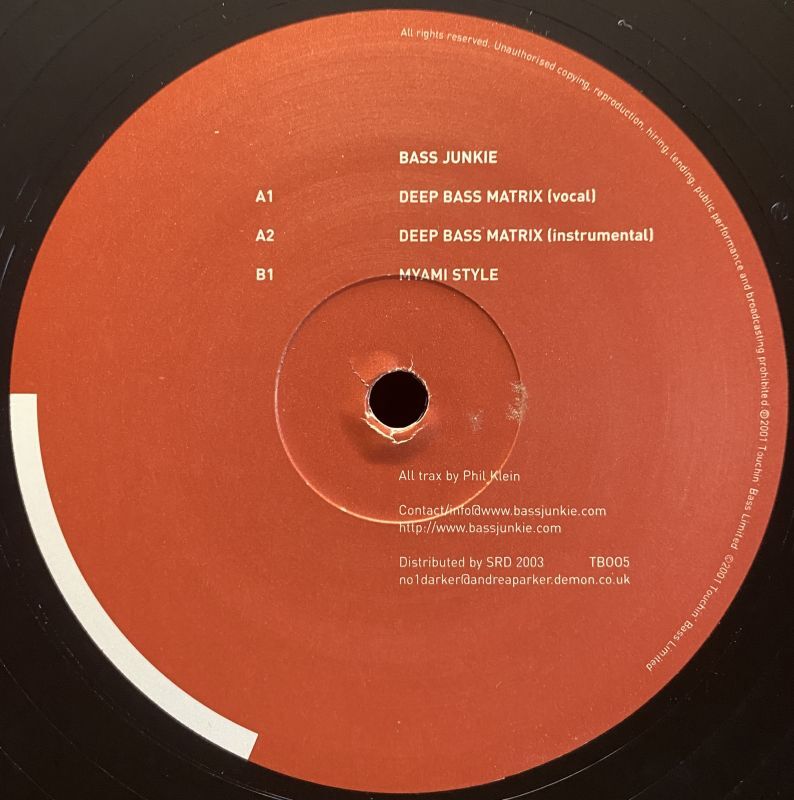 All rights reserved. Unauthorised copying, reproduction, hiring, lending, public performance and broadcasting prohibited ℗2001 Touchin' Bass Limited ©2001 Touchin' Bass Limited
BASS JUNKIE
A1 DEEP BASS MATRIX (vocal)
A2 DEEP BASS MATRIX (instrumental)
B1 MYAMI STYLE
All trax by Phil Klein
Contact/info@www.bassjunkie.com
http://www.bassjunkie.com
Distributed by SRD 2003 TB005
no1darker@andreaparker.demon.co.uk